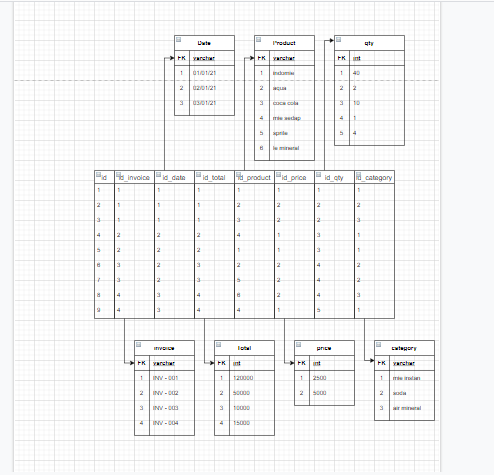 Date
FK varchar
1 01/01/21
2 02/01/21
3 03/01/21
Product
FK varchar
1 indomie
2 aqua
3 coca cola
4 mie sedap
5 sprite
6 le mineral
qty
FK int
1 40
2 2
3 10
4 1
5 4
id id_invoice id_date id_total id_product id_price id_qty id_category
1 1 1 1 1 1 1 1
2 1 1 1 2 2 2
3 1 1 1 3 2 2 3
4 2 2 2 4 1 3 1
5 2 2 2 1 1 3 1
6 3 2 3 2 2 4 2
7 3 2 3 5 2 4 2
8 4 3 4 6 2 4 3
9 4 3 4 4 1 5 1
invoice
FK varchar
1 INV - 001
2 INV - 002
3 INV - 003
4 INV - 004
Total
FK int
1 120000
2 50000
3 10000
4 15000
price
FK int
1 2500
2 5000
category
FK varchar
1 mie instan
2 soda
3 air mineral